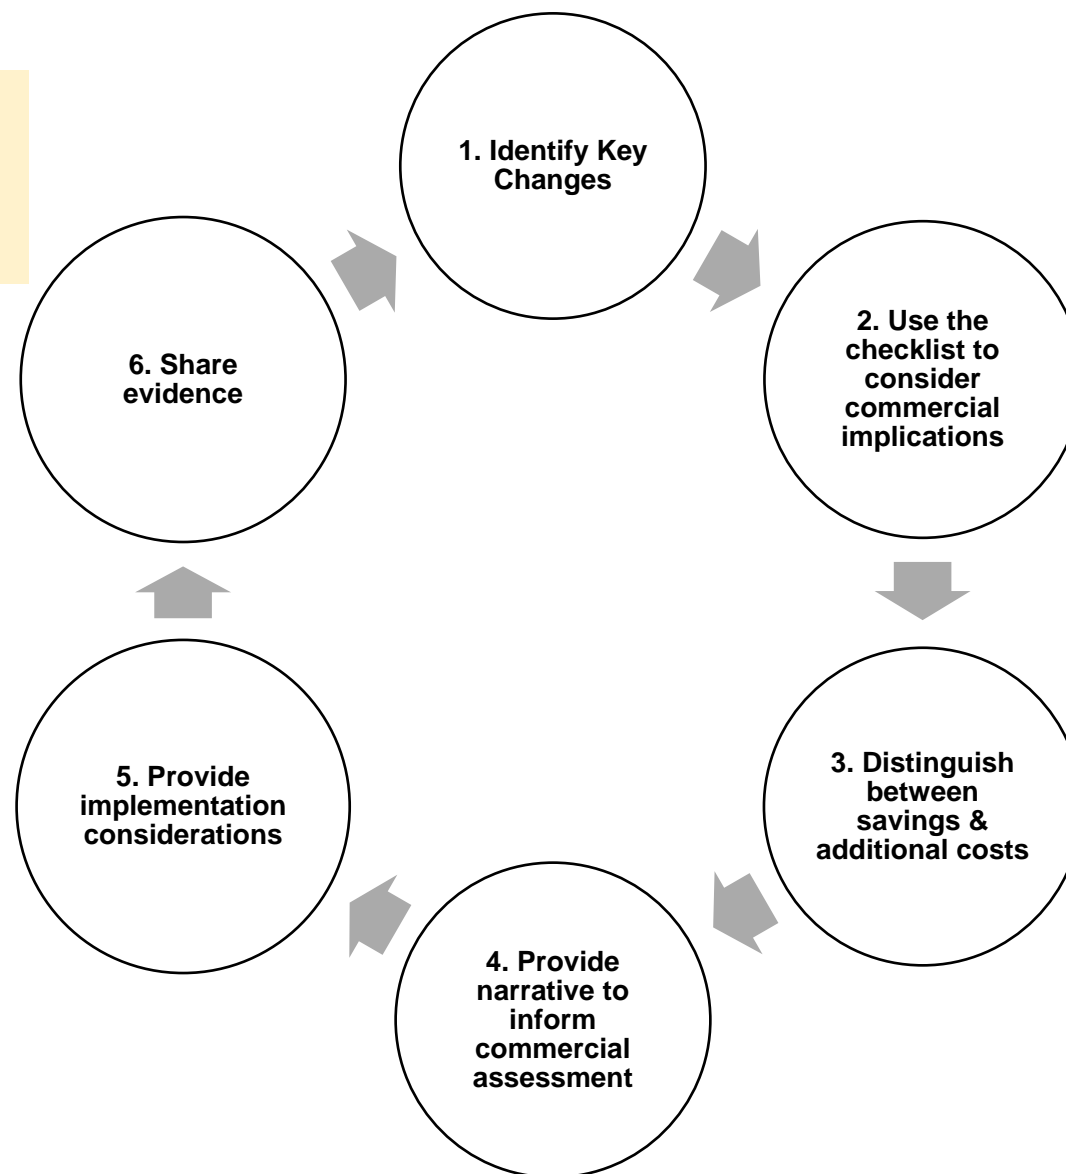 1. Identify Key
Changes
2. Use the
checklist to
consider
commercial
implications
3. Distinguish
between
savings &
additional costs
4. Provide
narrative to
inform
commercial
assessment
5. Provide
implementation
considerations
6. Share
evidence